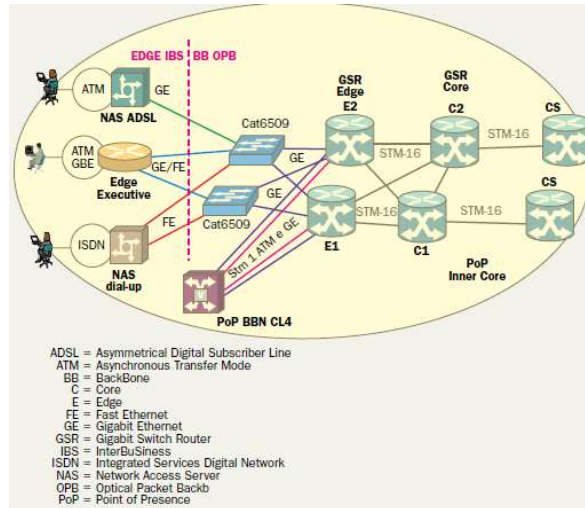 EDGE IBS
BB OPB
ATM
GE
NAS ADSL
Cat6509
GSR
Edge
E2
GSR
Core
C2
CS
STM-16
STM-16
ATM
GBE
GE/FE
Edge
Executive
GE
GE
Cat6509
FE
ISDN
NAS
dial-up
E1
STM-16
C1
STM-16
CS
Stm 1 ATM e GE
PoP
Inner Core
PoP BBN CL4
ADSL = Asymmetrical Digital Subscriber Line
ATM = Asynchronous Transfer Mode
BB = BackBone
C = Core
E = Edge
FE = Fast Ethernet
GE = Gigabit Ethernet
GSR = Gigabit Switch Router
IBS = InterBuSiness
ISDN = Integrated Services Digital Network
NAS = Network Access Server
OPB = Optical Packet Backb
PoP = Point of Presence